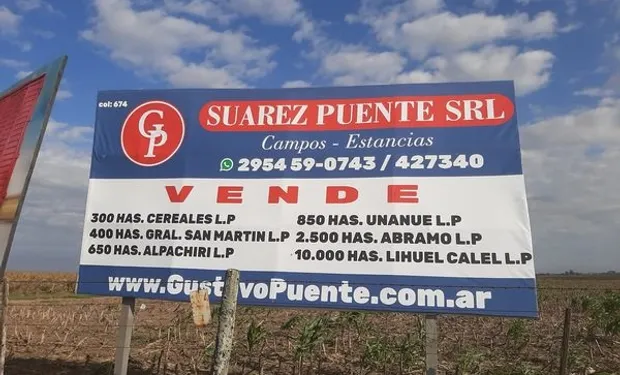 col: 674
GP
SUAREZ PUENTE SRL
Campos - Estancias
2954 59-0743 / 427340
VENDE
300 HAS. CEREALES L.P
850 HAS. UNANUE L.P
400 HAS. GRAL. SAN MARTIN L.P
2.500 HAS. ABRAMO L.P
650 HAS. ALPACHIRI L.P
10.000 HAS. LIHUEL CALEL L.P
www.GustavoPuente.com.ar